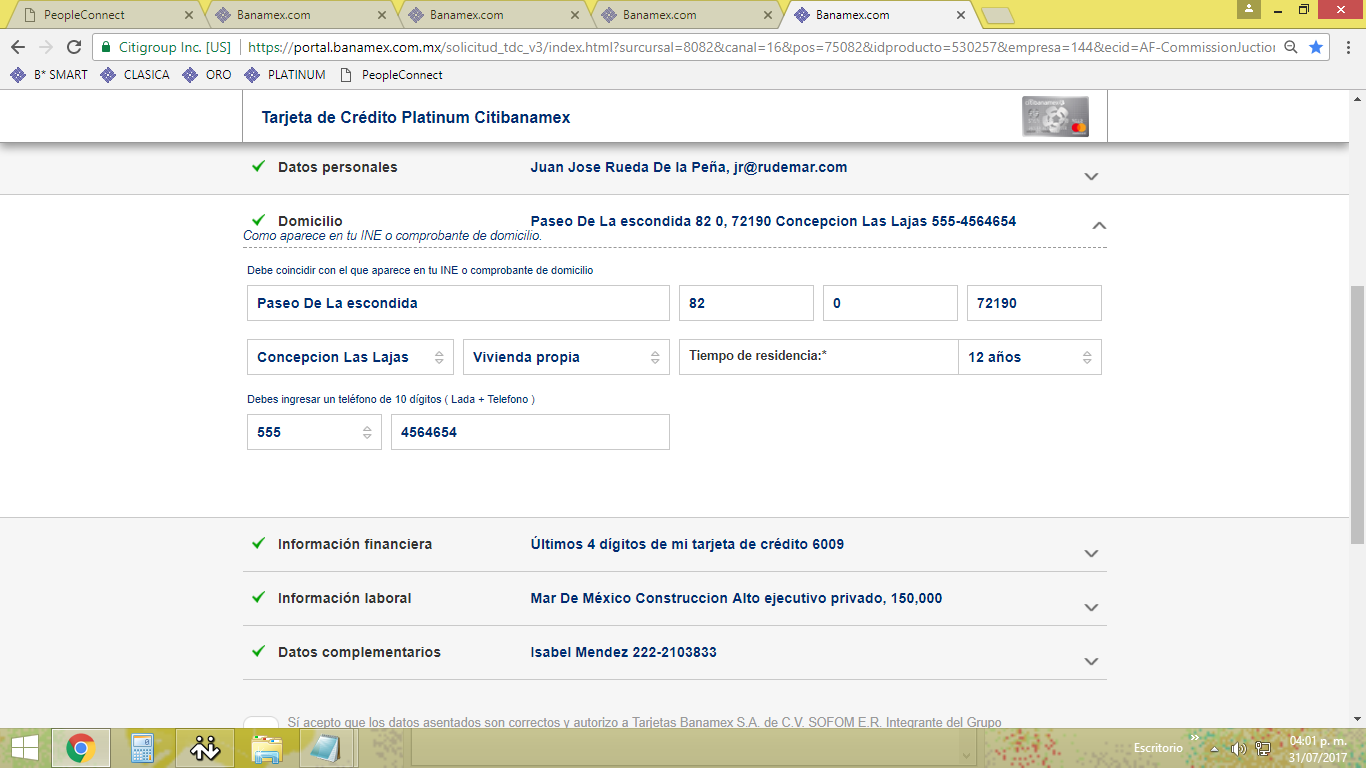 PeopleConnect
Banamex.com
Banamex.com
Banamex.com
Banamex.com
Citigroup Inc. [US] https://portal.banamex.com.mx/solicitud_tdc_v3/index.html?surcursal=8082&canal=16&pos=75082&idproducto=530257&empresa=144&ecid=AF-CommissionJuctior
B* SMART CLASICA ORO PLATINUM PeopleConnect
Tarjeta de Crédito Platinum Citibanamex
Datos personales Juan Jose Rueda De la Peña, jr@rudemar.com
Domicilio Paseo De La escondida 82 0, 72190 Concepcion Las Lajas 555-4564654
Como aparece en tu INE o comprobante de domicilio.
Debe coincidir con el que aparece en tu INE o comprobante de domicilio
Paseo De La escondida 82 0 72190
Concepcion Las Lajas Vivienda propia Tiempo de residencia:* 12 años
Debes ingresar un teléfono de 10 dígitos ( Lada + Telefono )
555 4564654
Información financiera Últimos 4 dígitos de mi tarjeta de crédito 6009
Información laboral Mar De México Construccion Alto ejecutivo privado, 150,000
Datos complementarios Isabel Mendez 222-2103833
Sí acepto que los datos asentados son correctos y autorizo a Tarjetas Banamex S.A. de C.V. SOFOM E.R. Integrante del Grupo
Escritorio
04:01 p. m.
31/07/2017